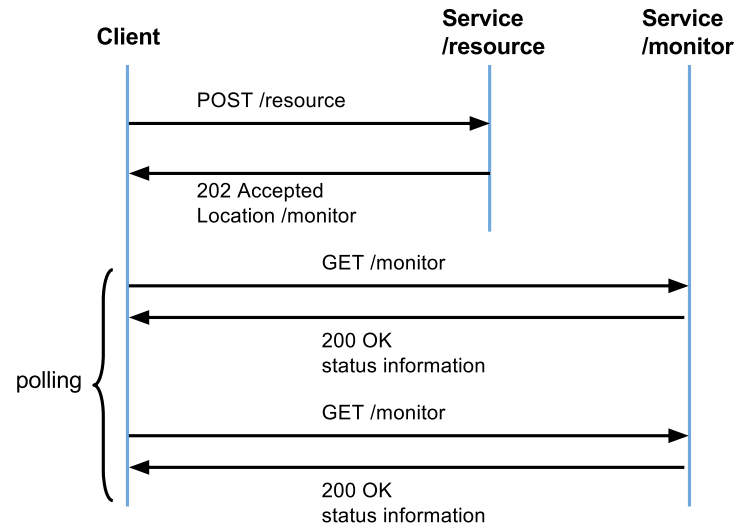 Client
Service
/resource
Service
/monitor
POST /resource
202 Accepted
Location /monitor
GET /monitor
200 OK
status information
polling
GET /monitor
200 OK
status information